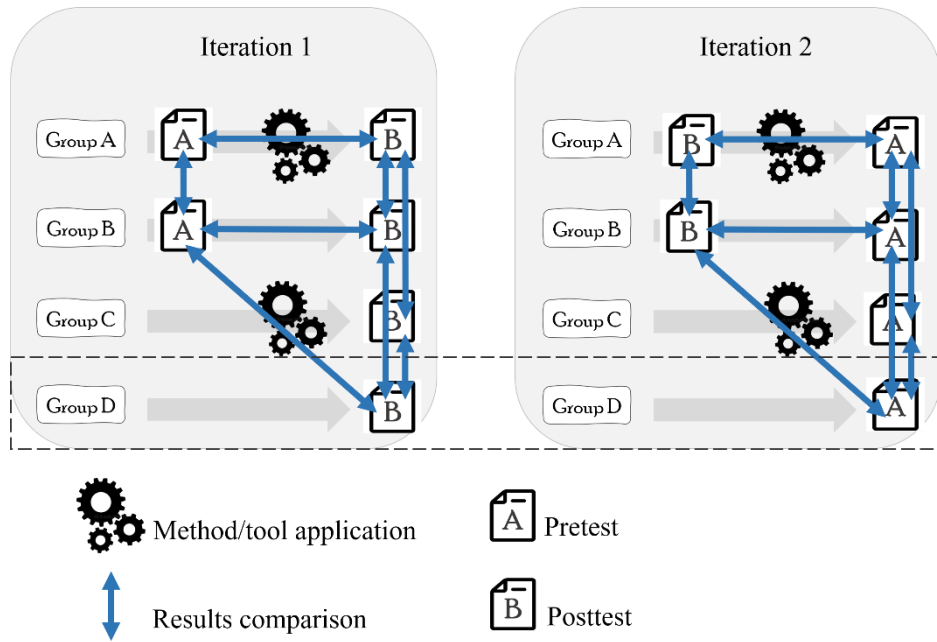 Iteration 1
Iteration 2
Group A A B
Group A B A
Group B A B
Group B B A
Group C B
Group C A
Group D B
Group D A
Method/tool application
A Pretest
Results comparison
B Posttest